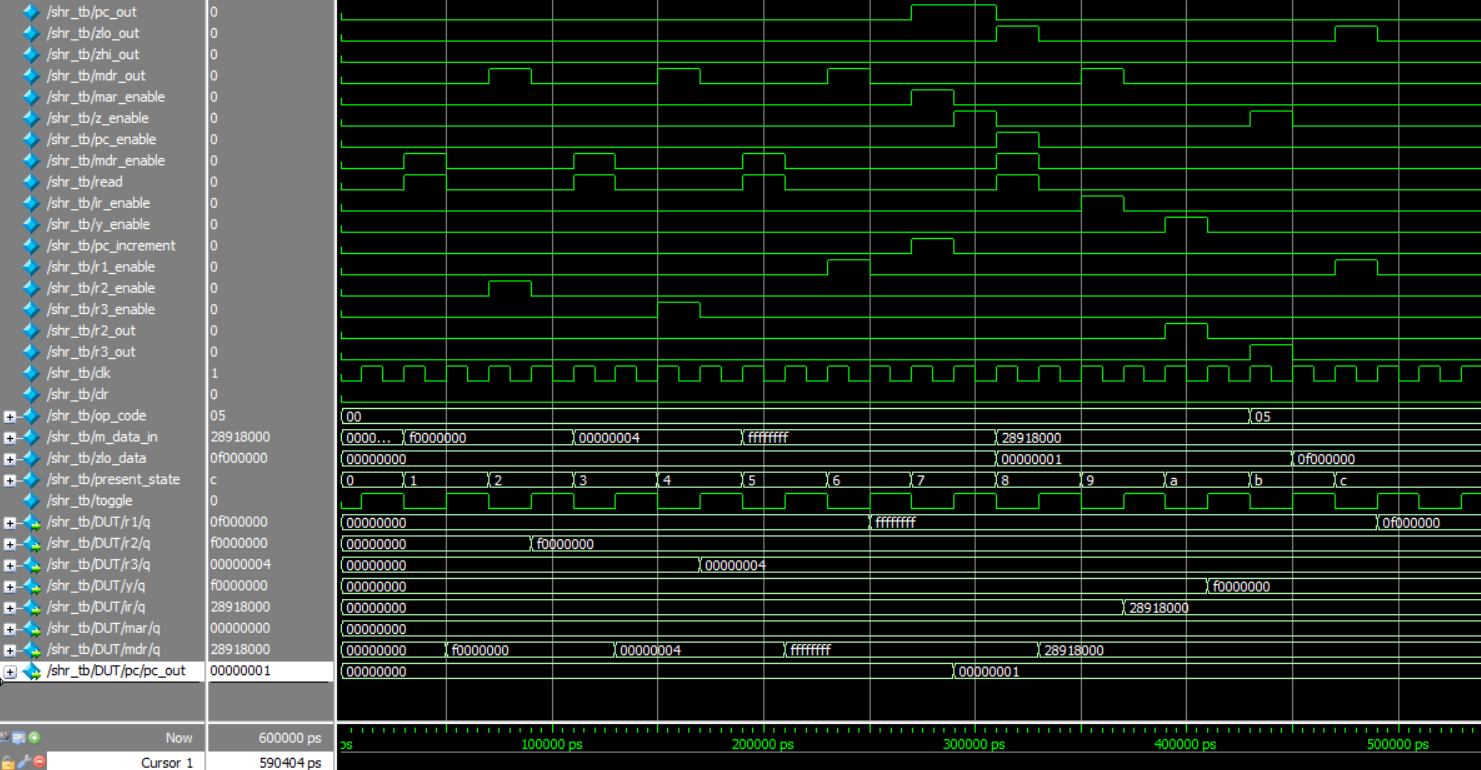 /shr_tb/pc_out 0
/shr_tb/zlo_out 0
/shr_tb/zhi_out 0
/shr_tb/mdr_out 0
/shr_tb/mar_enable 0
/shr_tb/z_enable 0
/shr_tb/pc_enable 0
/shr_tb/mdr_enable 0
/shr_tb/read 0
/shr_tb/ir_enable 0
/shr_tb/y_enable 0
/shr_tb/pc_increment 0
/shr_tb/r1_enable 0
/shr_tb/r2_enable 0
/shr_tb/r3_enable 0
/shr_tb/r2_out 0
/shr_tb/r3_out 0
/shr_tb/clk 1
/shr_tb/clr 0
/shr_tb/op_code 05 00 05
/shr_tb/m_data_in 28918000 0000... f0000000 00000004 ffffffff 28918000
/shr_tb/zlo_data 0f000000 00000000 00000001 0f000000
/shr_tb/present_state c 0 1 2 3 4 5 6 7 8 9 a b c
/shr_tb/toggle 0
/shr_tb/DUT/r1/q 0f000000 00000000 ffffffff 0f000000
/shr_tb/DUT/r2/q f0000000 00000000 f0000000
/shr_tb/DUT/r3/q 00000004 00000000 00000004
/shr_tb/DUT/y/q f0000000 00000000 f0000000
/shr_tb/DUT/ir/q 28918000 00000000 28918000
/shr_tb/DUT/mar/q 00000000 00000000
/shr_tb/DUT/mdr/q 28918000 00000000 f0000000 00000004 ffffffff 28918000
/shr_tb/DUT/pc/pc_out 00000001 00000000 00000001
Now 600000 ps ps 100000 ps 200000 ps 300000 ps 400000 ps 500000 ps
Cursor 1 590404 ps